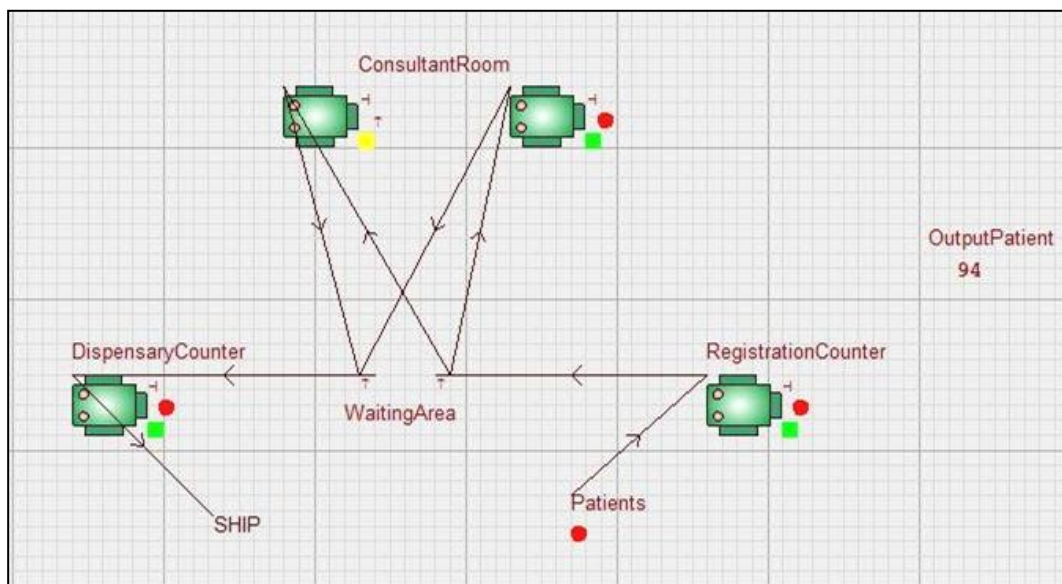 ConsultantRoom
OutputPatient
94
DispensaryCounter
RegistrationCounter
WaitingArea
Patients
SHIP